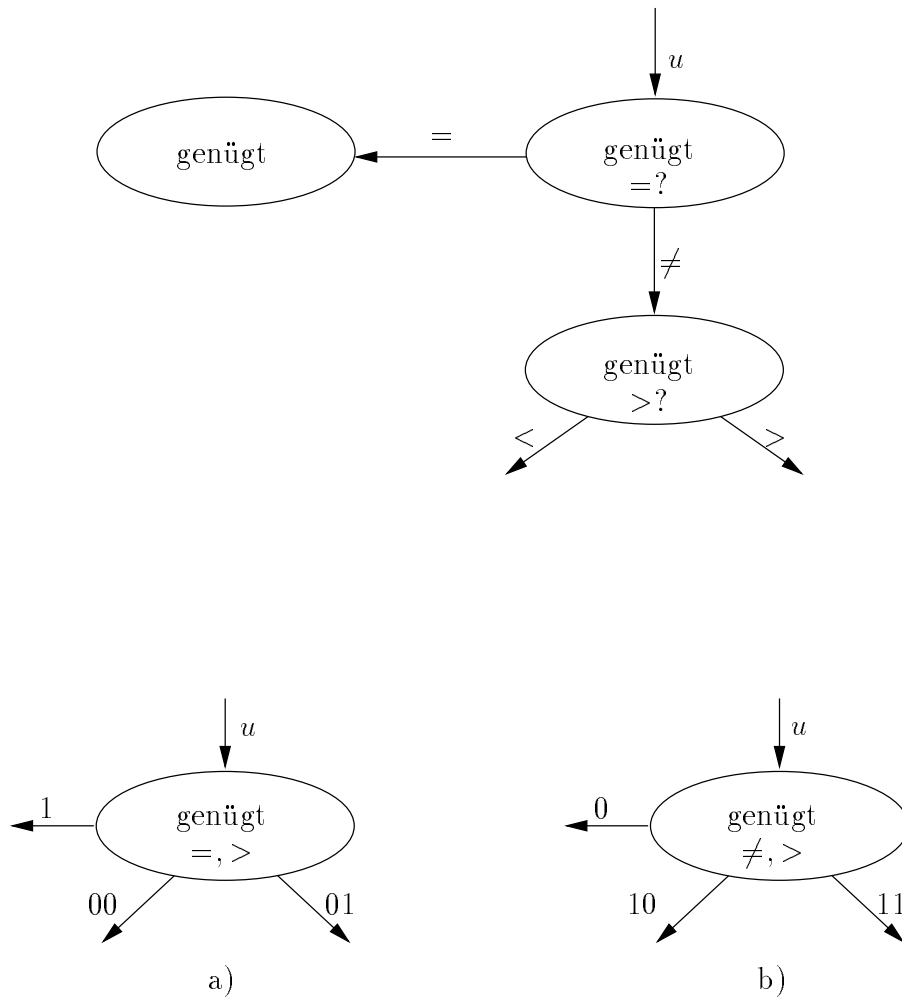 u
=
genügt
genügt
=?
≠
genügt
>?
<
>
u
u
1
genügt
=, >
0
genügt
≠, >
00
01
10
11
a)
b)